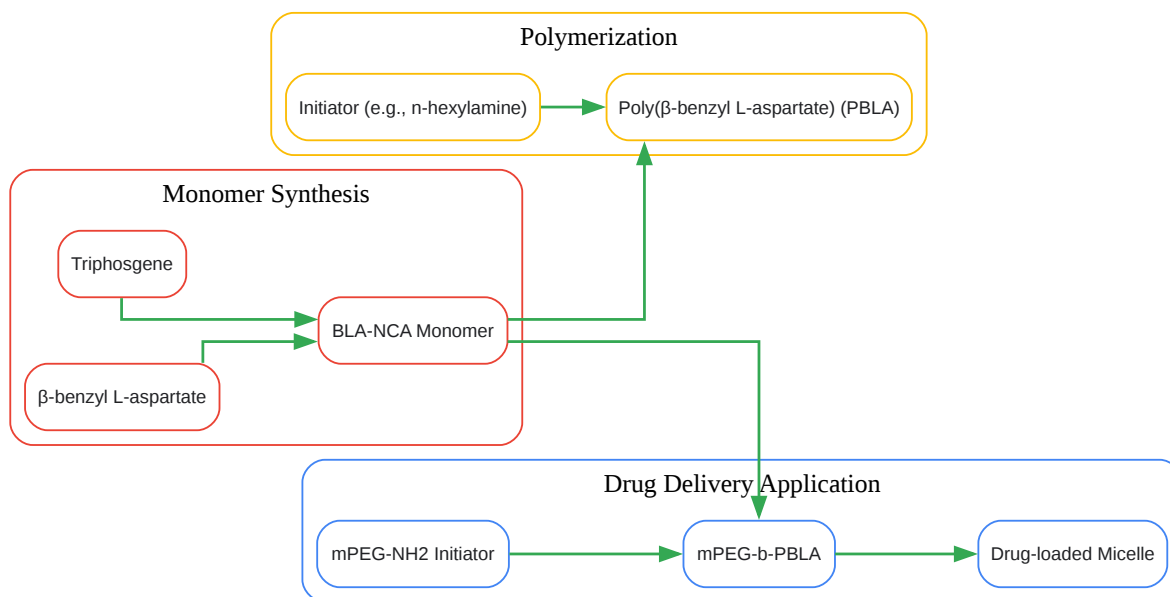 Polymerization
Initiator (e.g., n-hexylamine)
Poly(β-benzyl L-aspartate) (PBLA)
Monomer Synthesis
Triphosgene
BLA-NCA Monomer
β-benzyl L-aspartate
Drug Delivery Application
mPEG-NH2 Initiator
mPEG-b-PBLA
Drug-loaded Micelle